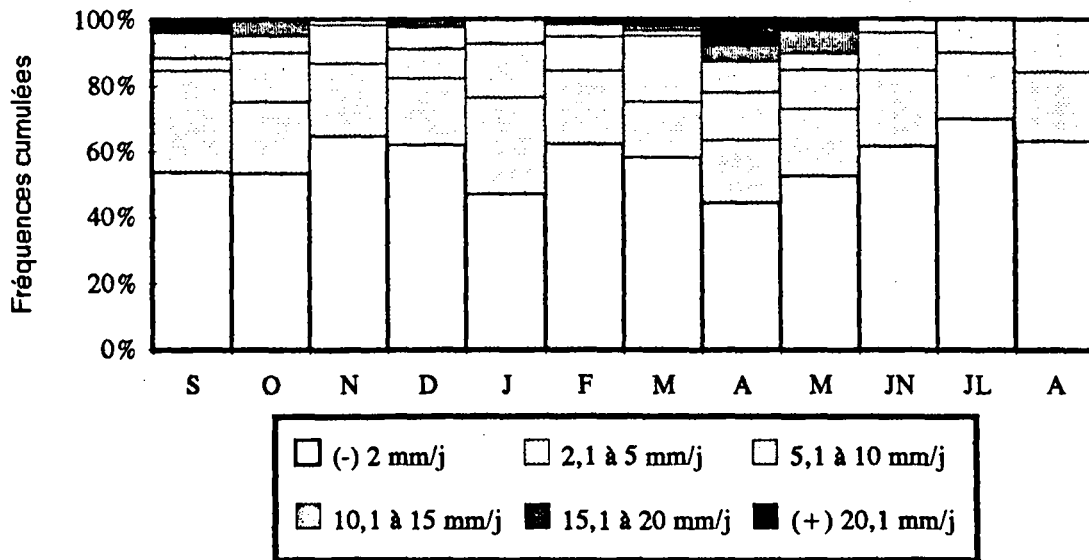 Fréquences cumulées
100%
80%
60%
40%
20%
0%
S O N D J F M A M JN JL A
(-) 2 mm/j 2,1 à 5 mm/j 5,1 à 10 mm/j
10,1 à 15 mm/j 15,1 à 20 mm/j (+) 20,1 mm/j